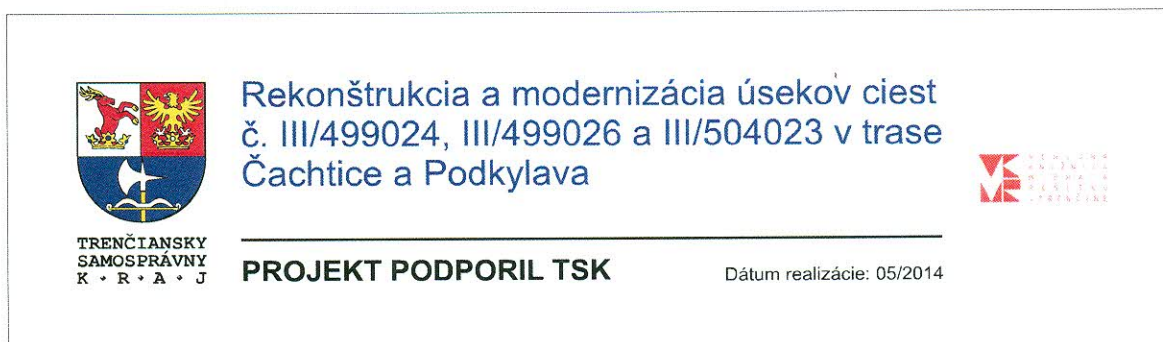 Rekonštrukcia a modernizácia úsekov ciest
č. III/499024, III/499026 a III/504023 v trase
Čachtice a Podkylava
TRENČIANSKY
SAMOSPRÁVNY
K • R • A • J
PROJEKT PODPORIL TSK
Dátum realizácie: 05/2014